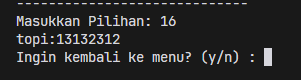 ------------------------------
Masukkan Pilihan: 16
topi:13132312
Ingin kembali ke menu? (y/n) :